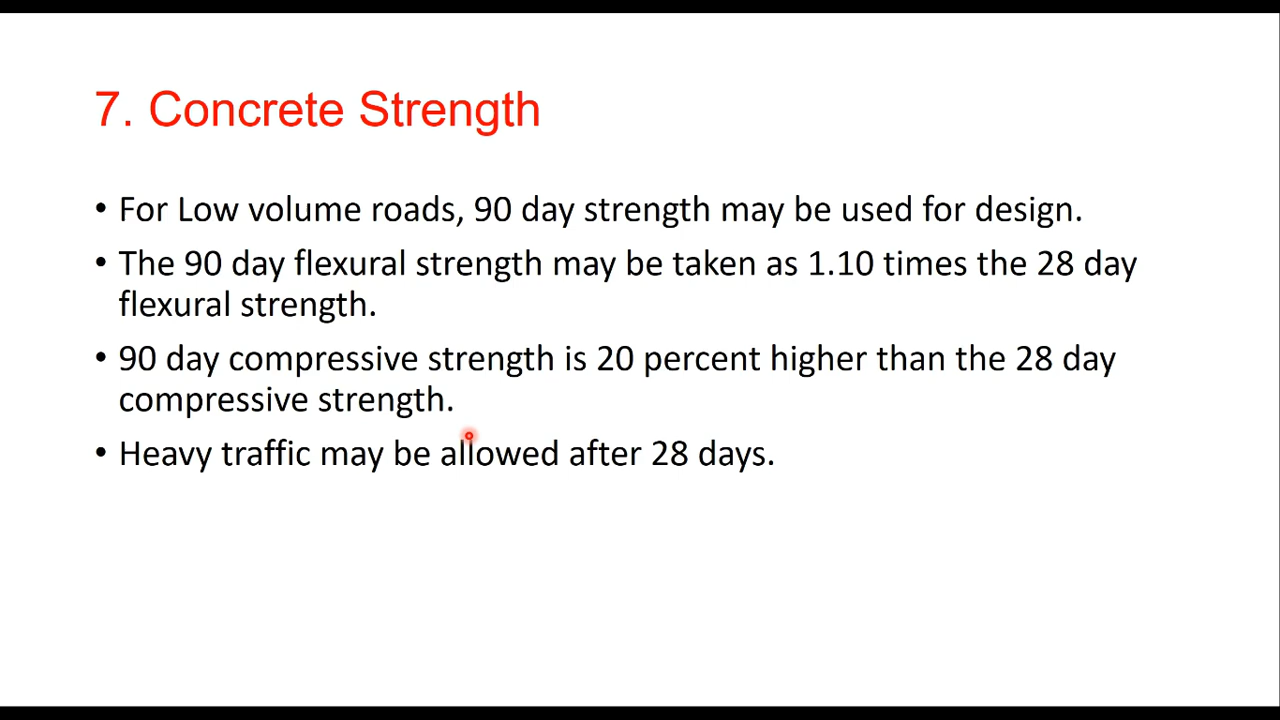 7. Concrete Strength
• For Low volume roads, 90 day strength may be used for design.
• The 90 day flexural strength may be taken as 1.10 times the 28 day
flexural strength.
• 90 day compressive strength is 20 percent higher than the 28 day
compressive strength.
• Heavy traffic may be allowed after 28 days.